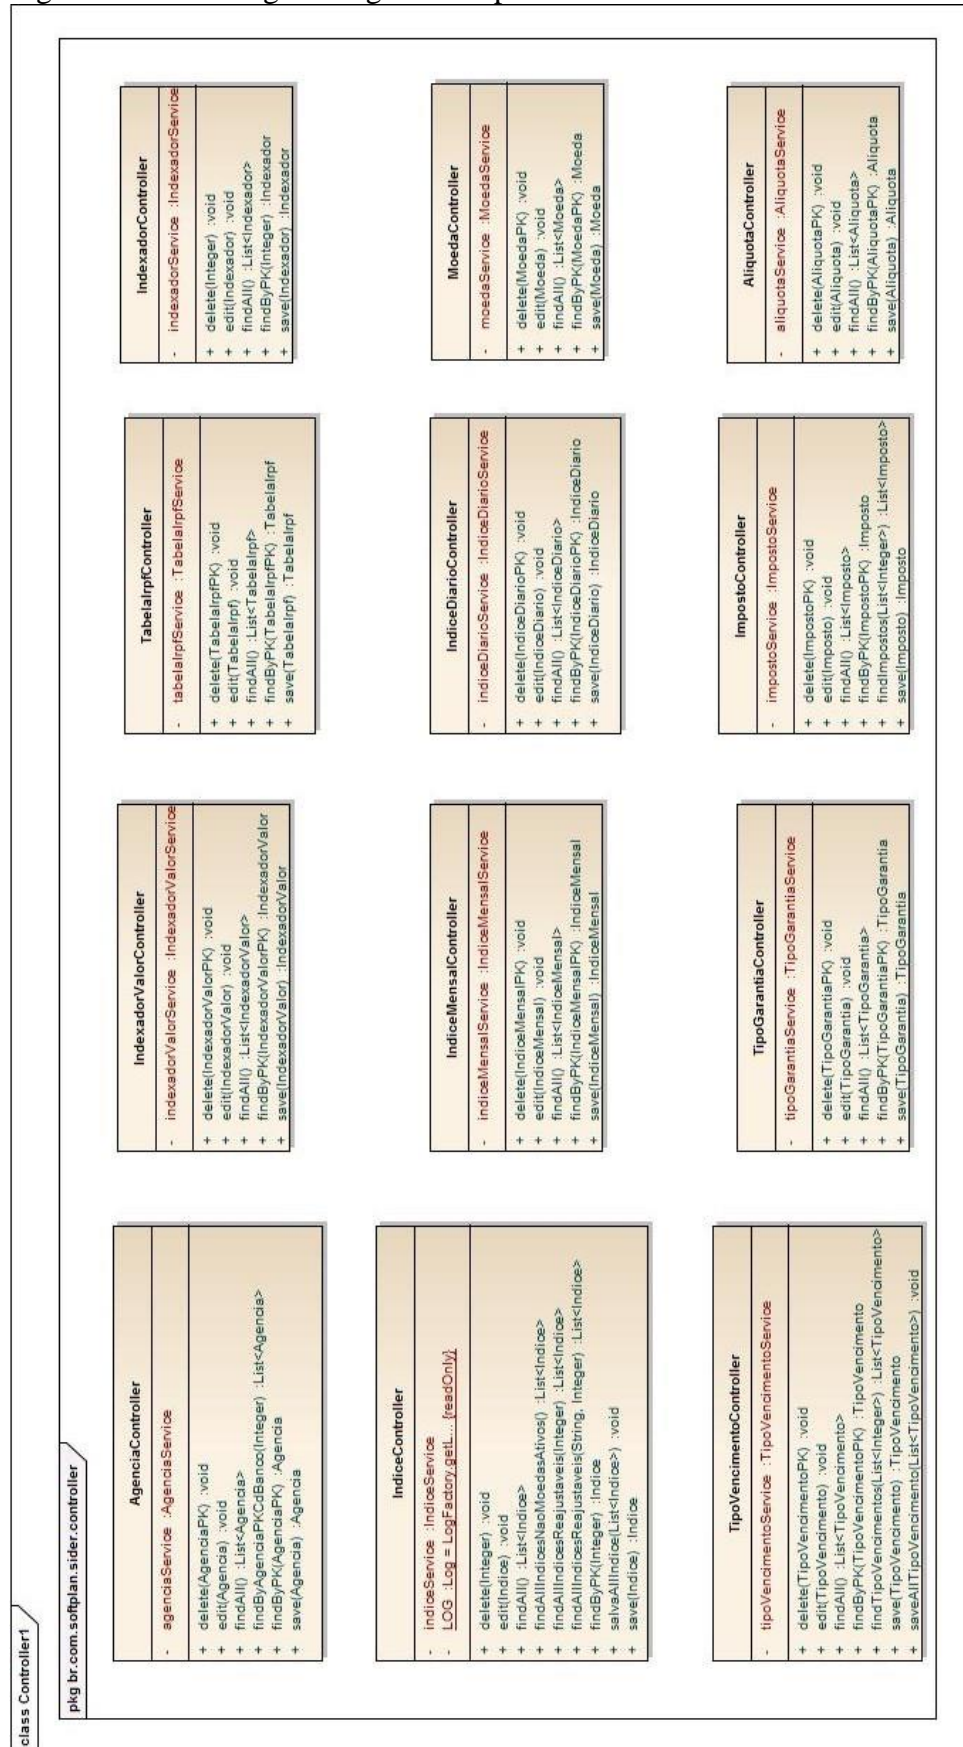 class Controller1
pkg br.com.softplan.sider.controller
AgenciaController
- agenciaService :AgenciaService
+ delete(AgenciaPK) :void
+ edit(Agencia) :void
+ findAll() :List<Agencia>
+ findByAgenciaPKCdBanco(Integer) :List<Agencia>
+ findByPK(AgenciaPK) :Agencia
+ save(Agencia) :Agencia
IndexadorValorController
- indexadorValorService :IndexadorValorService
+ delete(IndexadorValorPK) :void
+ edit(IndexadorValor) :void
+ findAll() :List<IndexadorValor>
+ findByPK(IndexadorValorPK) :IndexadorValor
+ save(IndexadorValor) :IndexadorValor
TabelaIrpfController
- tabelaIrpfService :TabelaIrpfService
+ delete(TabelaIrpfPK) :void
+ edit(TabelaIrpf) :void
+ findAll() :List<TabelaIrpf>
+ findByPK(TabelaIrpfPK) :TabelaIrpf
+ save(TabelaIrpf) :TabelaIrpf
IndexadorController
- indexadorService :IndexadorService
+ delete(Integer) :void
+ edit(Indexador) :void
+ findAll() :List<Indexador>
+ findByPK(Integer) :Indexador
+ save(Indexador) :Indexador
IndiceController
- indiceService :IndiceService
- LOG :Log = LogFactory.getL... {readOnly}
+ delete(Integer) :void
+ edit(Indice) :void
+ findAll() :List<Indice>
+ findAllIndicesNaoMoedasAtivos() :List<Indice>
+ findAllIndicesReajustaveis(Integer) :List<Indice>
+ findAllIndicesReajustaveis(String, Integer) :List<Indice>
+ findByPK(Integer) :Indice
+ salvaAllIndice(List<Indice>) :void
+ save(Indice) :Indice
IndiceMensalController
- indiceMensalService :IndiceMensalService
+ delete(IndiceMensalPK) :void
+ edit(IndiceMensal) :void
+ findAll() :List<IndiceMensal>
+ findByPK(IndiceMensalPK) :IndiceMensal
+ save(IndiceMensal) :IndiceMensal
IndiceDiarioController
- indiceDiarioService :IndiceDiarioService
+ delete(IndiceDiarioPK) :void
+ edit(IndiceDiario) :void
+ findAll() :List<IndiceDiario>
+ findByPK(IndiceDiarioPK) :IndiceDiario
+ save(IndiceDiario) :IndiceDiario
MoedaController
- moedaService :MoedaService
+ delete(MoedaPK) :void
+ edit(Moeda) :void
+ findAll() :List<Moeda>
+ findByPK(MoedaPK) :Moeda
+ save(Moeda) :Moeda
TipoVencimentoController
- tipoVencimentoService :TipoVencimentoService
+ delete(TipoVencimentoPK) :void
+ edit(TipoVencimento) :void
+ findAll() :List<TipoVencimento>
+ findByPK(TipoVencimentoPK) :TipoVencimento
+ findTipoVencimentos(List<Integer>) :List<TipoVencimento>
+ save(TipoVencimento) :TipoVencimento
+ saveAllTipoVencimento(List<TipoVencimento>) :void
TipoGarantiaController
- tipoGarantiaService :TipoGarantiaService
+ delete(TipoGarantiaPK) :void
+ edit(TipoGarantia) :void
+ findAll() :List<TipoGarantia>
+ findByPK(TipoGarantiaPK) :TipoGarantia
+ save(TipoGarantia) :TipoGarantia
ImpostoController
- impostoService :ImpostoService
+ delete(ImpostoPK) :void
+ edit(Imposto) :void
+ findAll() :List<Imposto>
+ findByPK(ImpostoPK) :Imposto
+ findImpostos(List<Integer>) :List<Imposto>
+ save(Imposto) :Imposto
AliquotaController
- aliquotaService :AliquotaService
+ delete(AliquotaPK) :void
+ edit(Aliquota) :void
+ findAll() :List<Aliquota>
+ findByPK(AliquotaPK) :Aliquota
+ save(Aliquota) :Aliquota